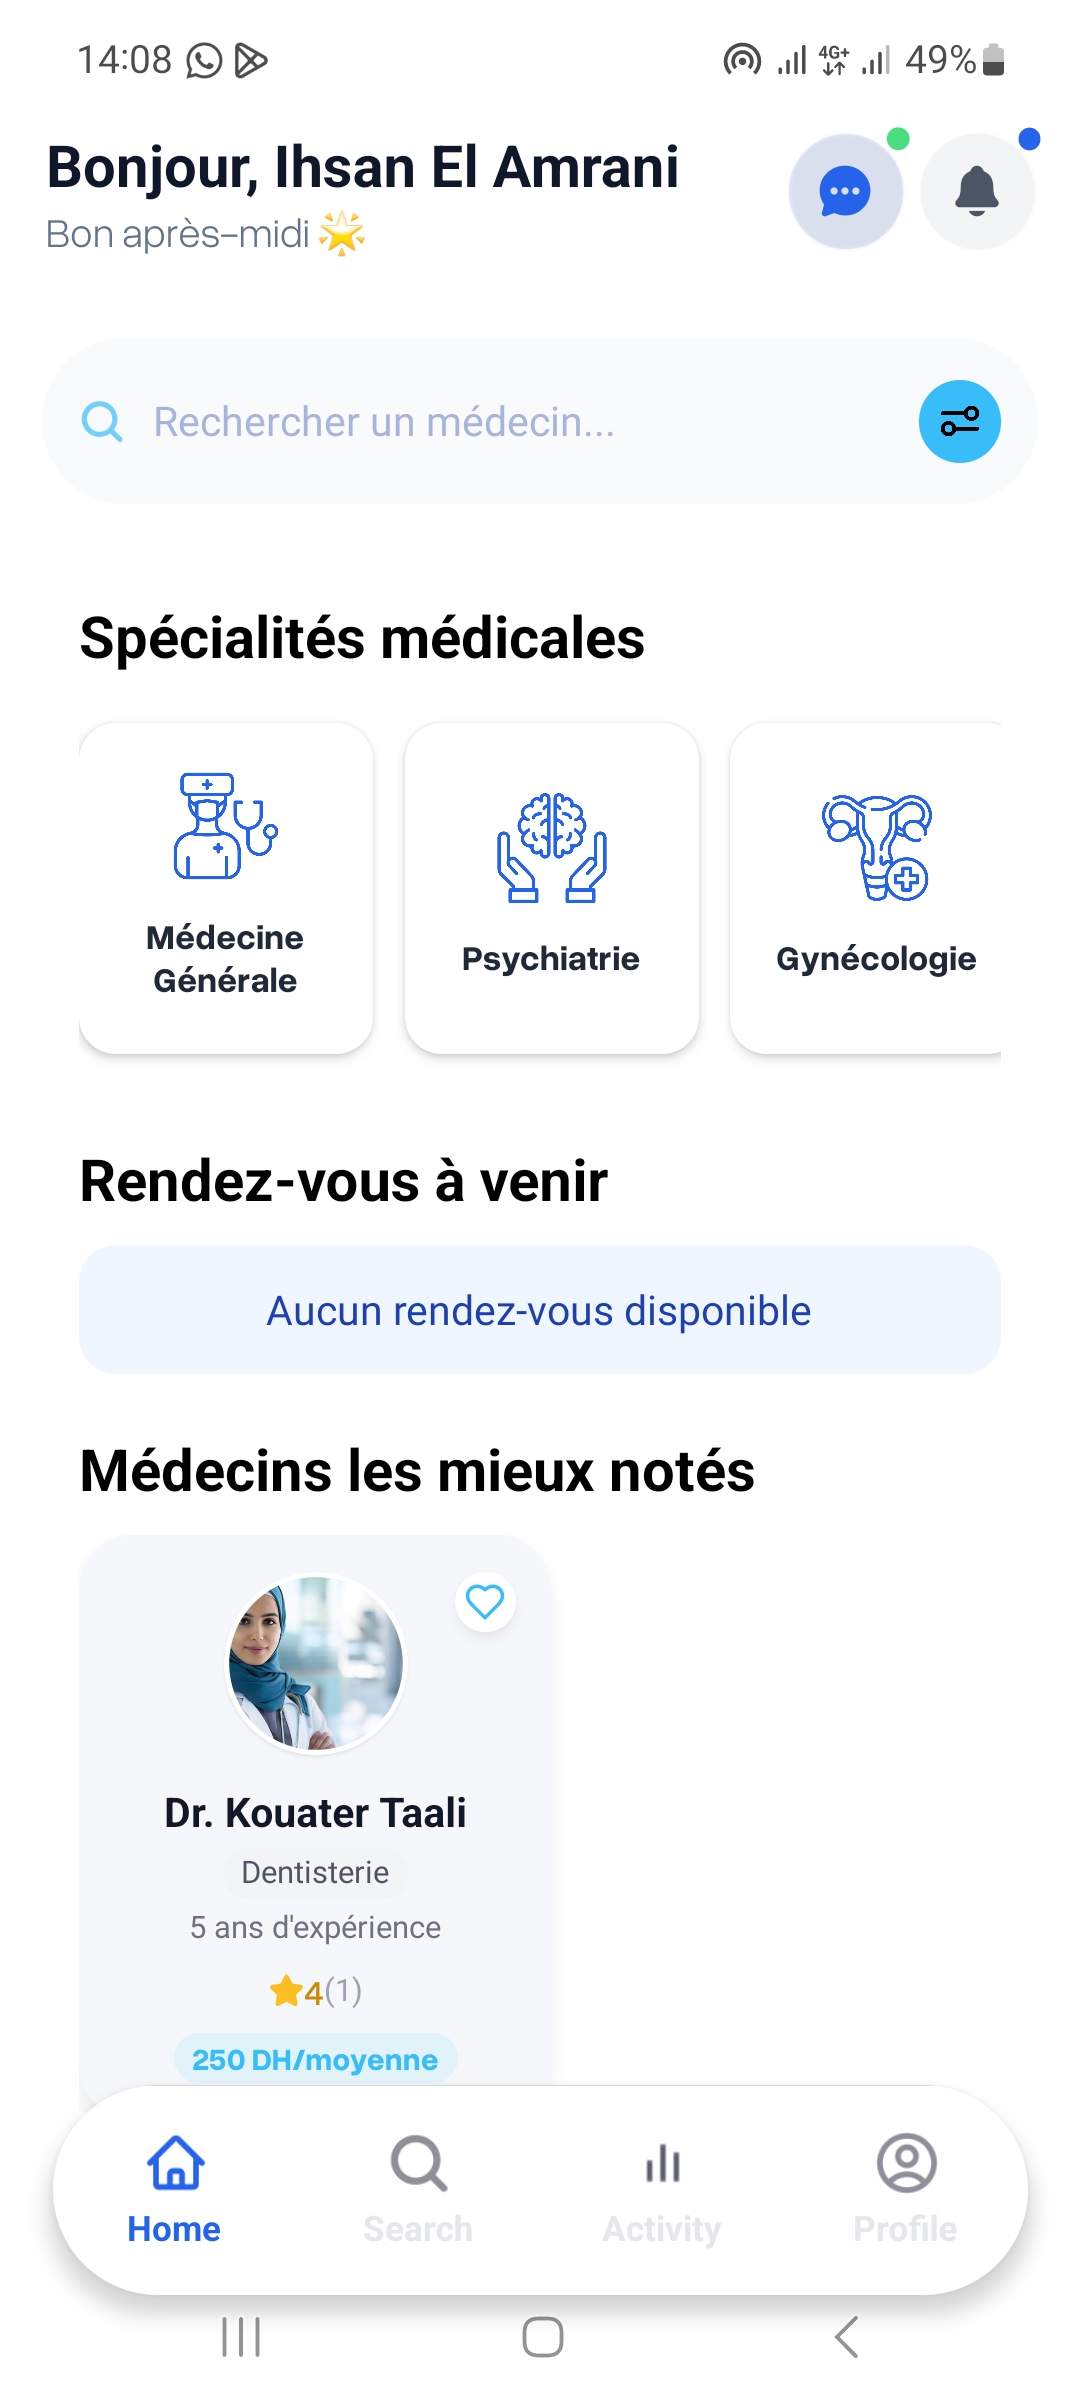 14:08
4G+
49%
Bonjour, Ihsan El Amrani
Bon après-midi 🌟
Rechercher un médecin...
Spécialités médicales
Médecine
Générale
Psychiatrie
Gynécologie
Rendez-vous à venir
Aucun rendez-vous disponible
Médecins les mieux notés
Dr. Kouater Taali
Dentisterie
5 ans d'expérience
4(1)
250 DH/moyenne
Home
Search
Activity
Profile